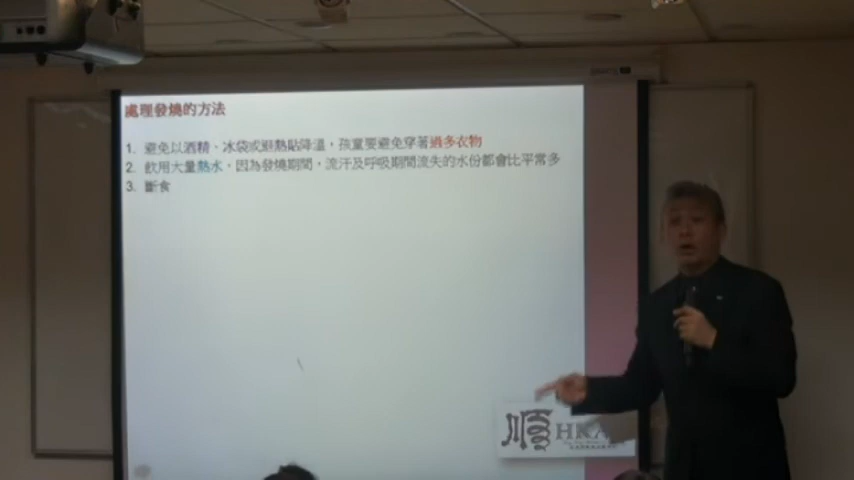 處理發燒的方法
1. 避免以酒精、冰袋或退熱貼降溫，孩童要避免穿著過多衣物
2. 飲用大量熱水，因為發燒期間，流汗及呼吸期間流失的水份都會比平常多
3. 斷食
順